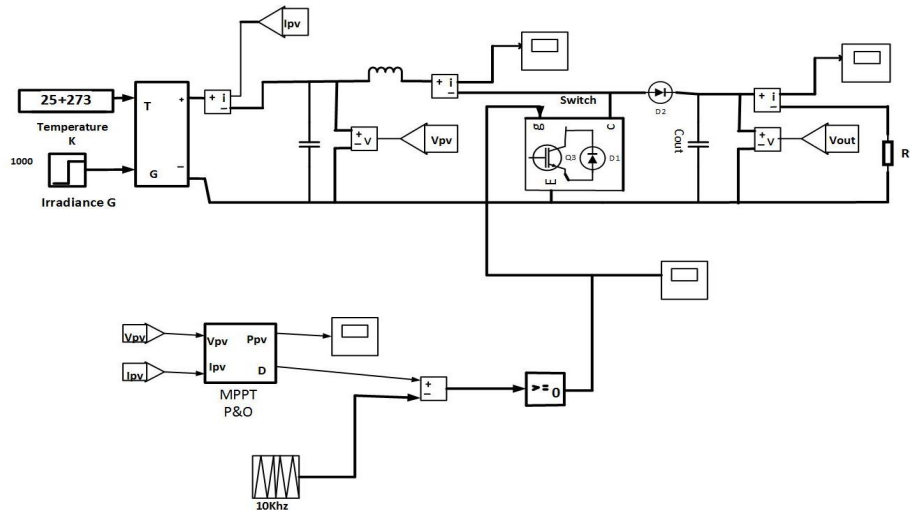 Ipv
25+273
T
+
+ i
−
+ i
−
Switch
D2
+ i
−
Temperature
K
1000
g
C
+
− V
Vpv
Q3
D1
E
Cout
+
− V
Vout
R
−
G
Irradiance G
Vpv
Vpv
Ppv
Ipv
Ipv
D
+
−
>=0
MPPT
P&O
10Khz